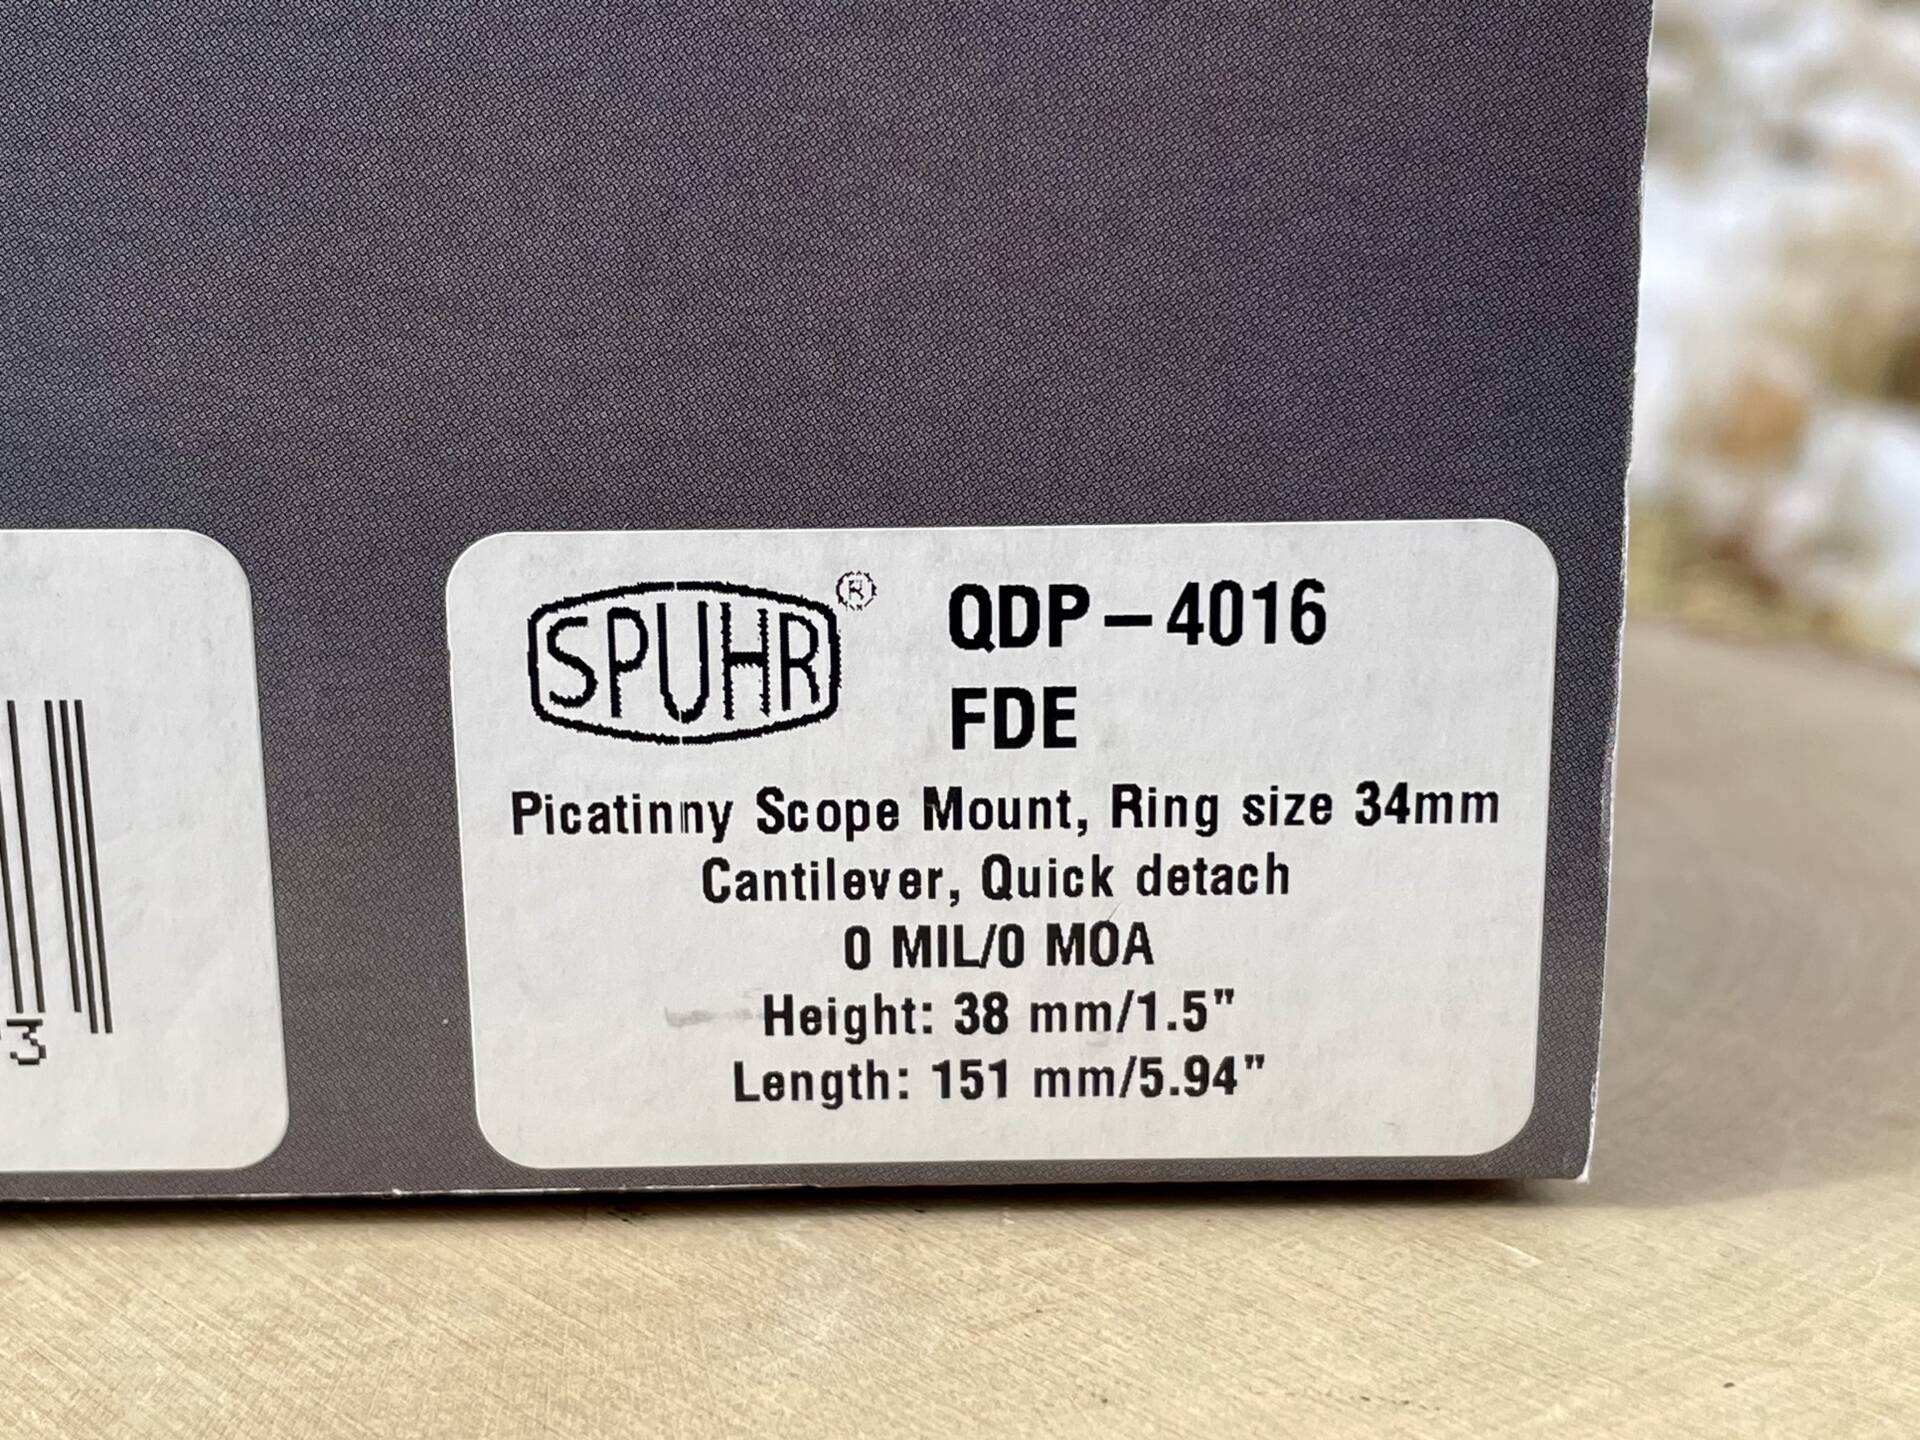 3
SPUHR®
QDP-4016
FDE
Picatinny Scope Mount, Ring size 34mm
Cantilever, Quick detach
0 MIL/0 MOA
Height: 38 mm/1.5"
Length: 151 mm/5.94"